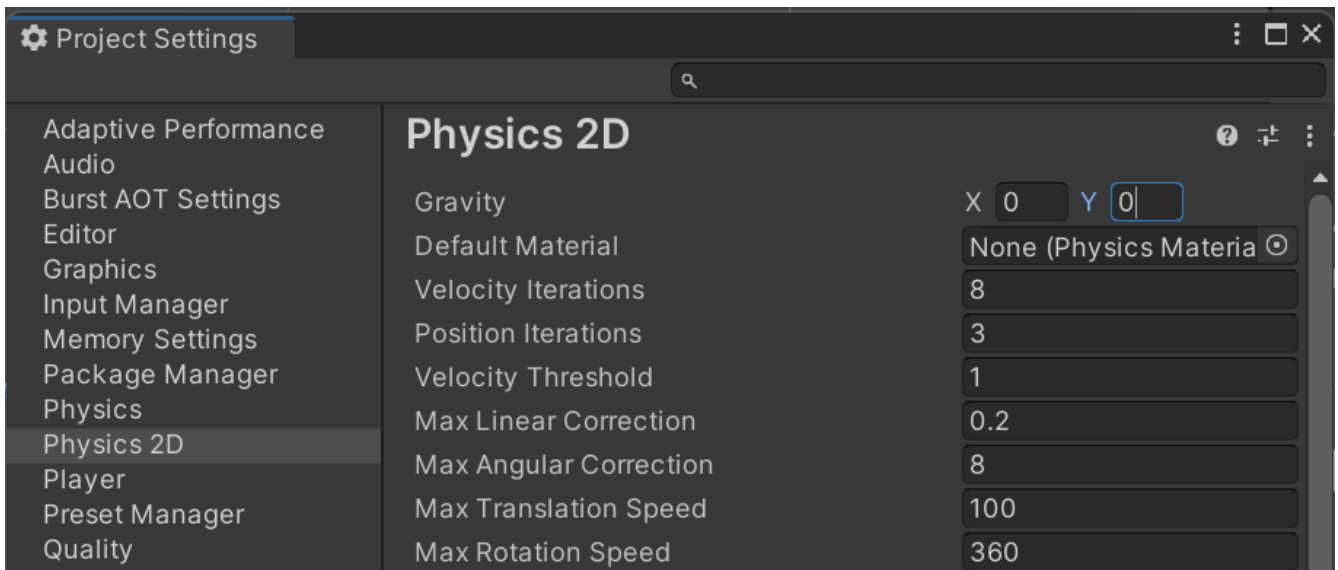 Project Settings
Adaptive Performance
Audio
Burst AOT Settings
Editor
Graphics
Input Manager
Memory Settings
Package Manager
Physics
Physics 2D
Player
Preset Manager
Quality
Physics 2D
Gravity X 0 Y 0
Default Material None (Physics Materia
Velocity Iterations 8
Position Iterations 3
Velocity Threshold 1
Max Linear Correction 0.2
Max Angular Correction 8
Max Translation Speed 100
Max Rotation Speed 360